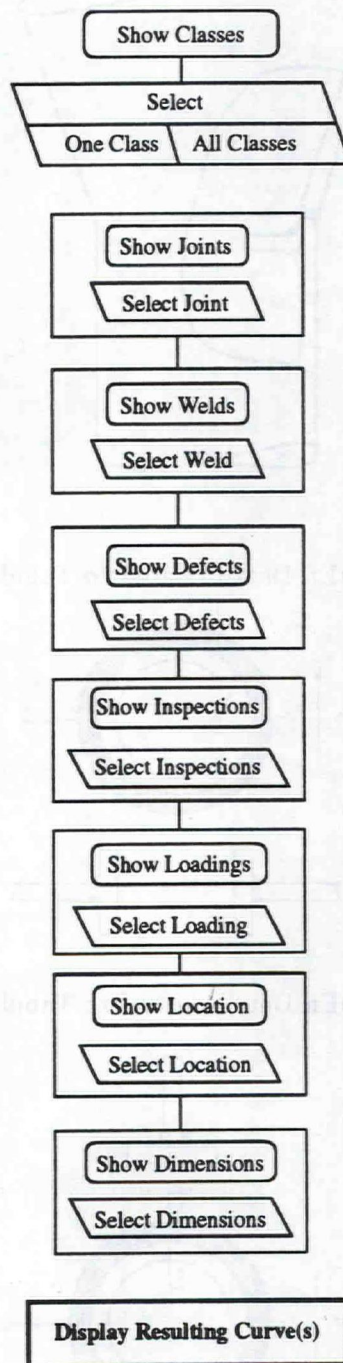 Show Classes
Select
One Class All Classes
Show Joints
Select Joint
Show Welds
Select Weld
Show Defects
Select Defects
Show Inspections
Select Inspections
Show Loadings
Select Loading
Show Location
Select Location
Show Dimensions
Select Dimensions
Display Resulting Curve(s)